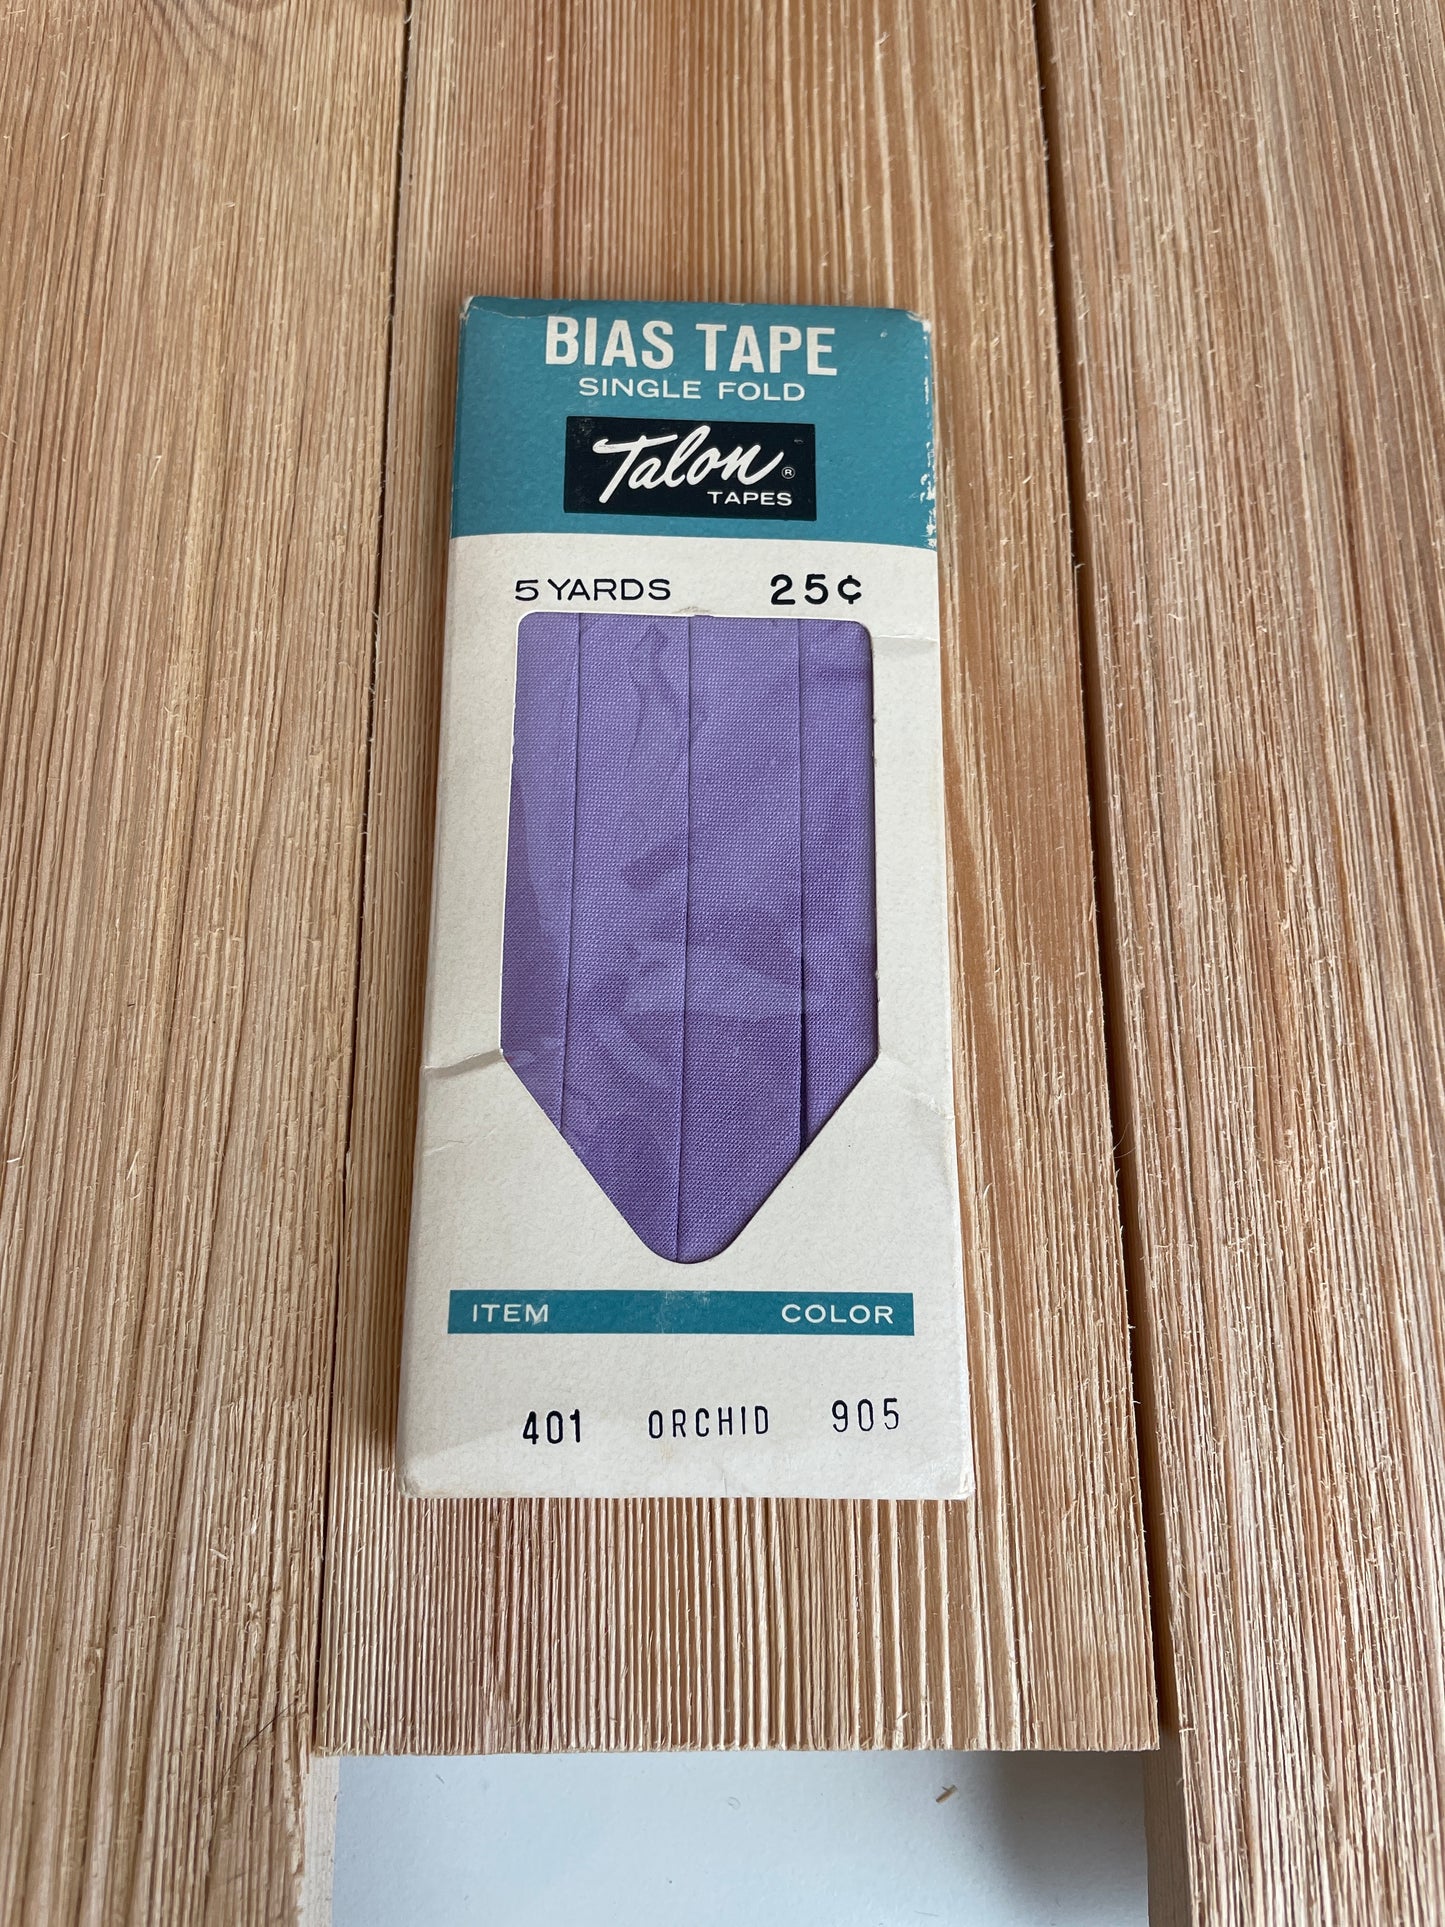 BIAS TAPE
SINGLE FOLD
Talon ®
TAPES
5 YARDS 25¢
ITEM COLOR
401 ORCHID 905